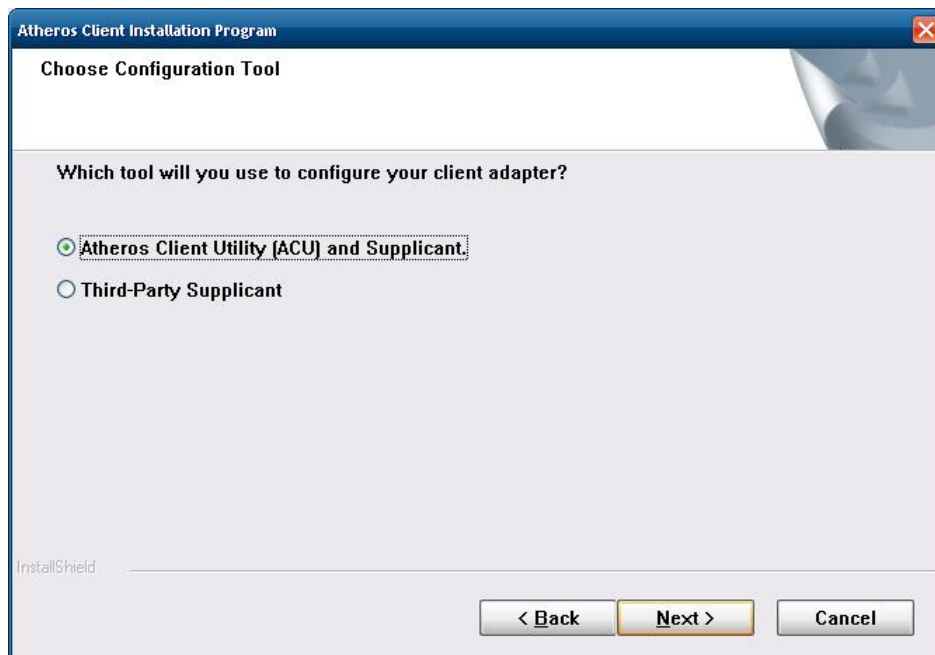 Atheros Client Installation Program
Choose Configuration Tool
Which tool will you use to configure your client adapter?
Atheros Client Utility (ACU) and Supplicant.
Third-Party Supplicant
InstallShield
< Back
Next >
Cancel